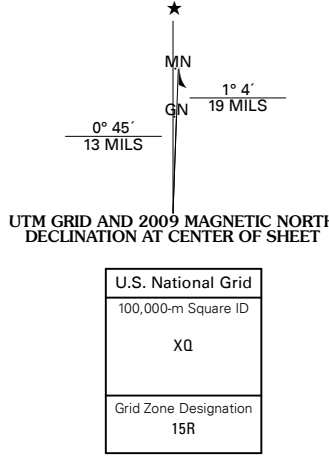 ★
MN
1° 4´
19 MILS
GN
0° 45´
13 MILS
UTM GRID AND 2009 MAGNETIC NORTH
DECLINATION AT CENTER OF SHEET
U.S. National Grid
100,000-m Square ID
XQ
Grid Zone Designation
15R